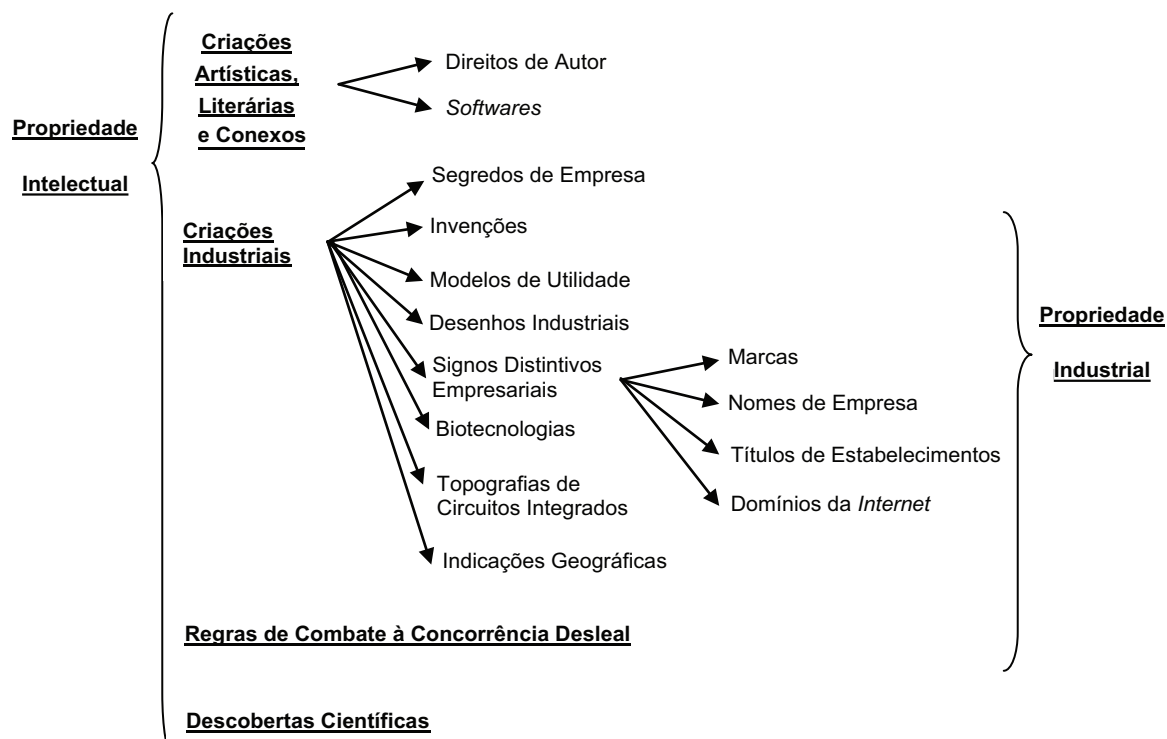 Propriedade
Intelectual
Criações
Artísticas,
Literárias
e Conexos
Direitos de Autor
Softwares
Criações
Industriais
Segredos de Empresa
Invenções
Modelos de Utilidade
Desenhos Industriais
Signos Distintivos
Empresariais
Marcas
Nomes de Empresa
Títulos de Estabelecimentos
Domínios da Internet
Biotecnologias
Topografias de
Circuitos Integrados
Indicações Geográficas
Regras de Combate à Concorrência Desleal
Descobertas Científicas
Propriedade
Industrial